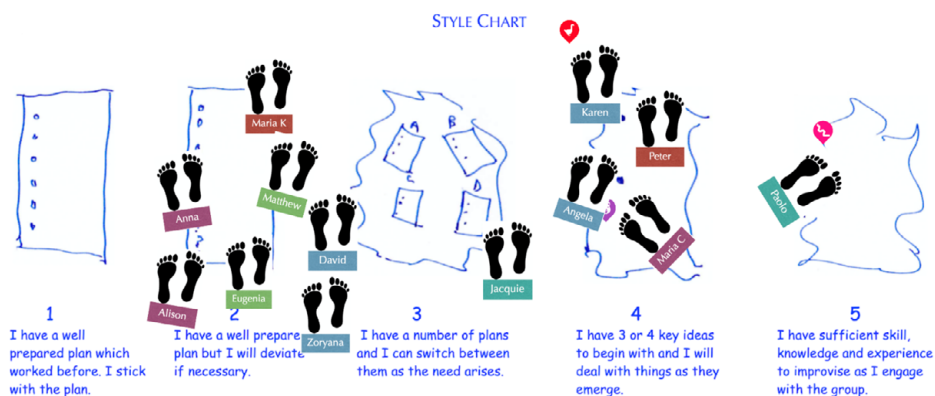 STYLE CHART
Karen
Maria K
A
B
Peter
Matthew
Anna
C
D
Angela
Paolo
David
Maria C
Jacquie
Eugenia
Alison
Zoryana
1
I have a well
prepared plan which
worked before. I stick
with the plan.
2
I have a well prepare
plan but I will deviate
if necessary.
3
I have a number of plans
and I can switch between
them as the need arises.
4
I have 3 or 4 key ideas
to begin with and I will
deal with things as they
emerge.
5
I have sufficient skill,
knowledge and experience
to improvise as I engage
with the group.